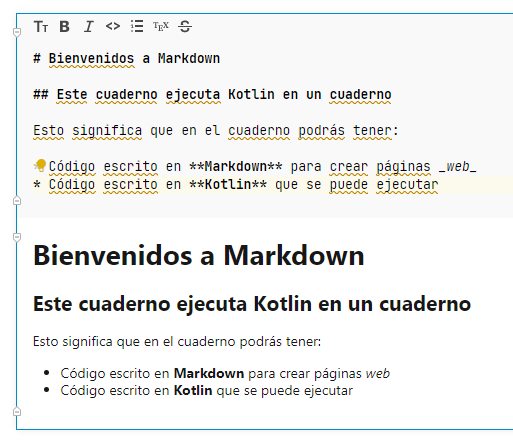 TT B I <> TEX S
# Bienvenidos a Markdown
## Este cuaderno ejecuta Kotlin en un cuaderno
Esto significa que en el cuaderno podrás tener:
Código escrito en **Markdown** para crear páginas _web_
* Código escrito en **Kotlin** que se puede ejecutar
Bienvenidos a Markdown
Este cuaderno ejecuta Kotlin en un cuaderno
Esto significa que en el cuaderno podrás tener:
• Código escrito en Markdown para crear páginas web
• Código escrito en Kotlin que se puede ejecutar